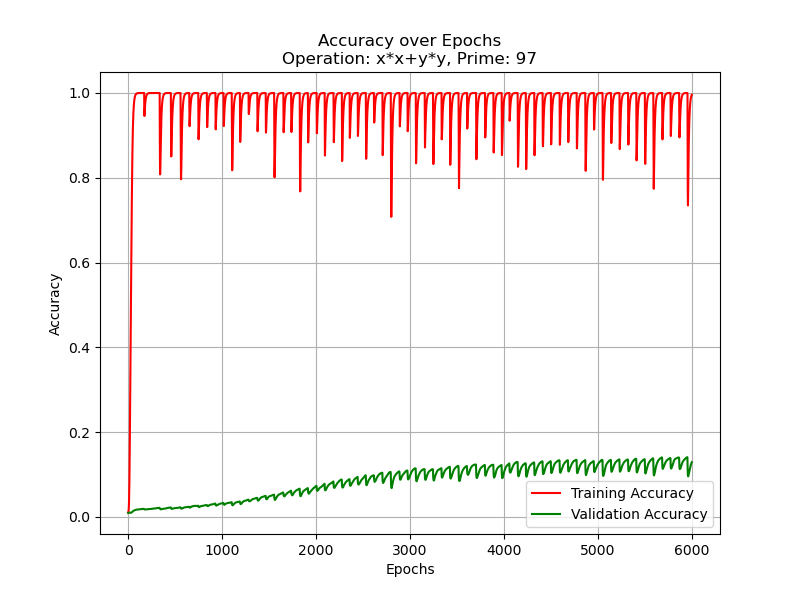 Accuracy over Epochs
Operation: x*x+y*y, Prime: 97
Accuracy
1.0
0.8
0.6
0.4
0.2
0.0
0 1000 2000 3000 4000 5000 6000
Epochs
Training Accuracy
Validation Accuracy